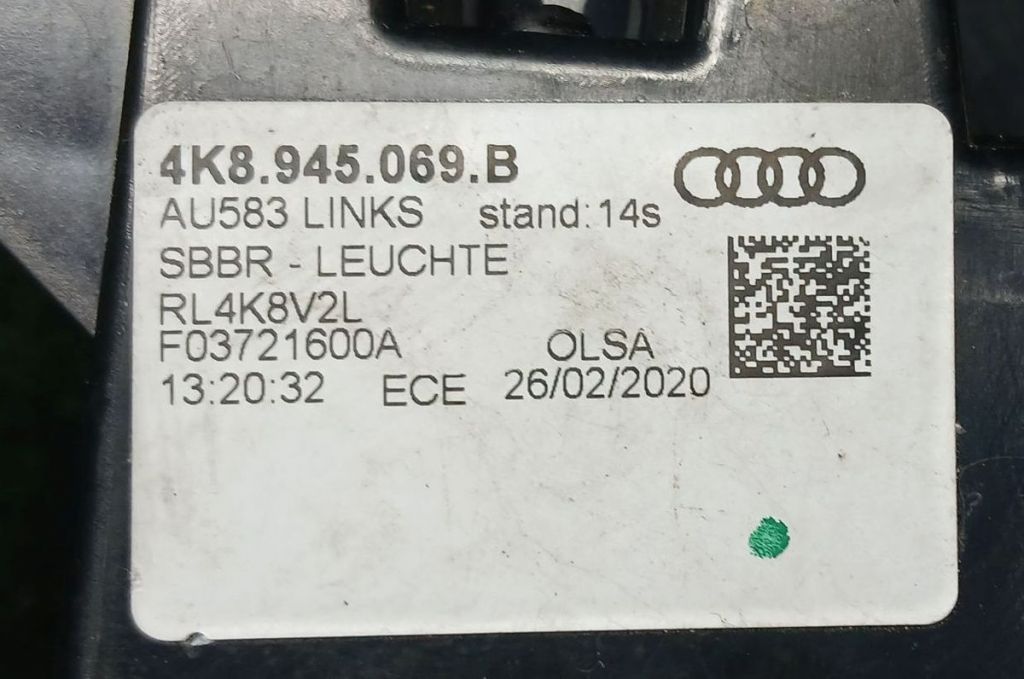 4K8.945.069.B
AU583 LINKS stand:14s
SBBR - LEUCHTE
RL4K8V2L
F03721600A OLSA
13:20:32 ECE 26/02/2020